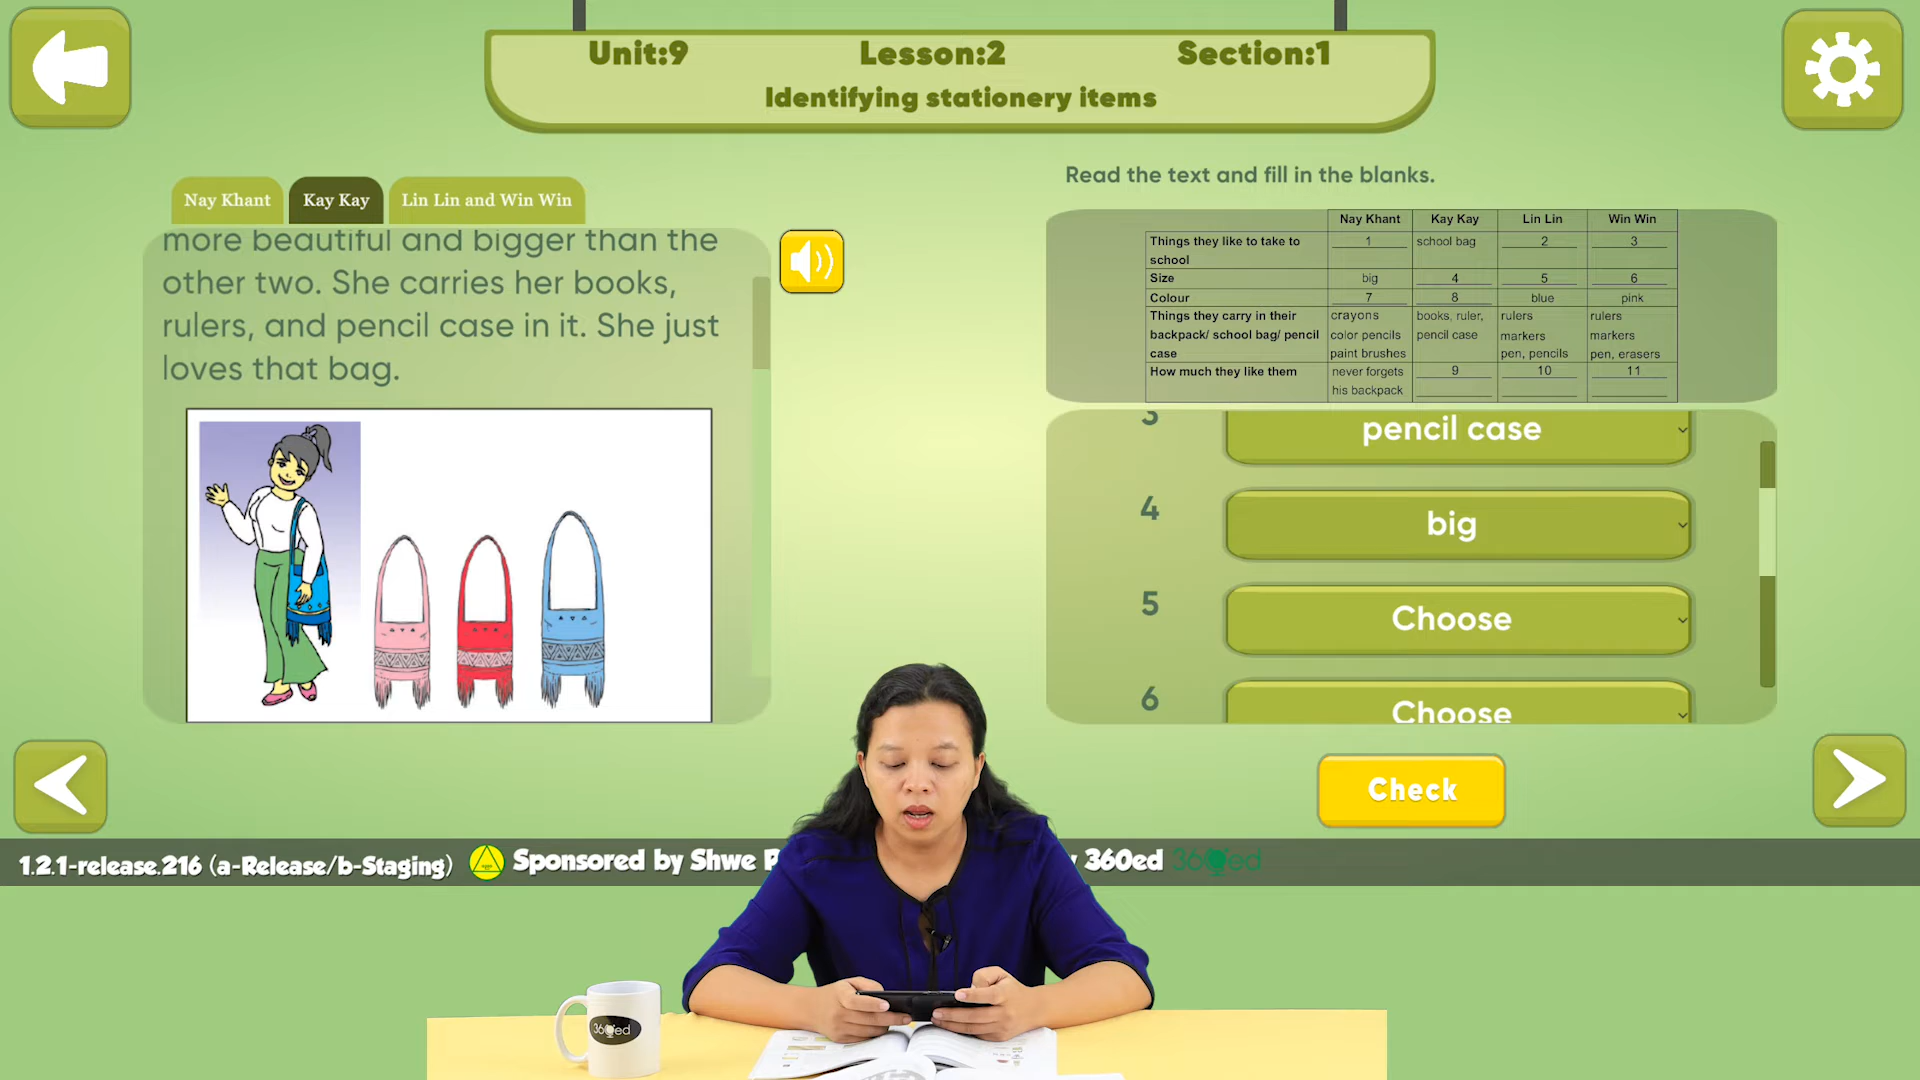 Unit:9 Lesson:2 Section:1
Identifying stationery items
Nay Khant
Kay Kay
Lin Lin and Win Win
more beautiful and bigger than the
other two. She carries her books,
rulers, and pencil case in it. She just
loves that bag.
Read the text and fill in the blanks.
Nay Khant Kay Kay Lin Lin Win Win
Things they like to take to school 1 school bag 2 3
Size big 4 5 6
Colour 7 8 blue pink
Things they carry in their backpack/ school bag/ pencil case crayons color pencils paint brushes books, ruler, pencil case rulers markers pen, pencils rulers markers pen, erasers
How much they like them never forgets his backpack 9 10 11
3 pencil case
4 big
5 Choose
6 Choose
Check
1.2.1-release.216 (a-Release/b-Staging) Sponsored by Shwe 360ed 360ed
360ed